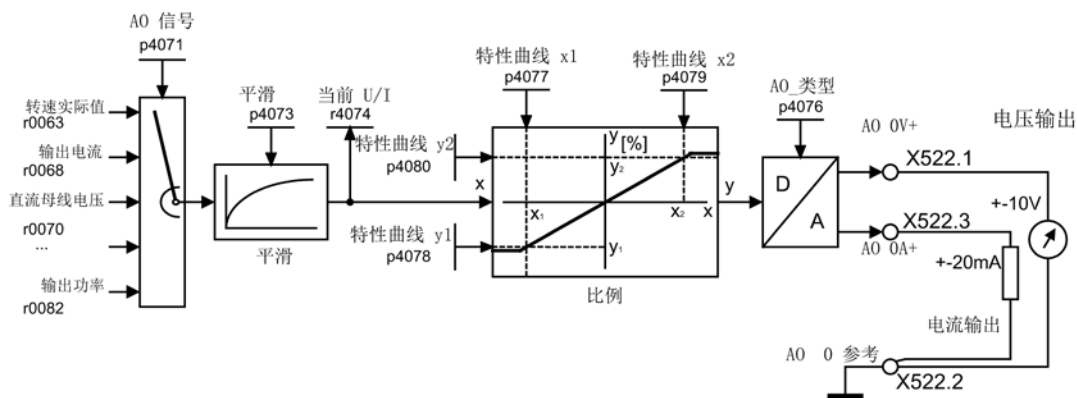 AO 信号
p4071
转速实际值
r0063
输出电流
r0068
直流母线电压
r0070
...
输出功率
r0082
平滑
p4073
平滑
当前 U/I
r4074
特性曲线 x1
p4077
特性曲线 x2
p4079
特性曲线 y2
p4080
x
特性曲线 y1
p4078
y [%]
y₂
x₁
x₂
x
y₁
比例
y
AO_类型
p4076
D
A
AO 0V+
X522.1
电压输出
+-10V
X522.3
AO 0A+
+-20mA
电流输出
AO 0 参考
X522.2